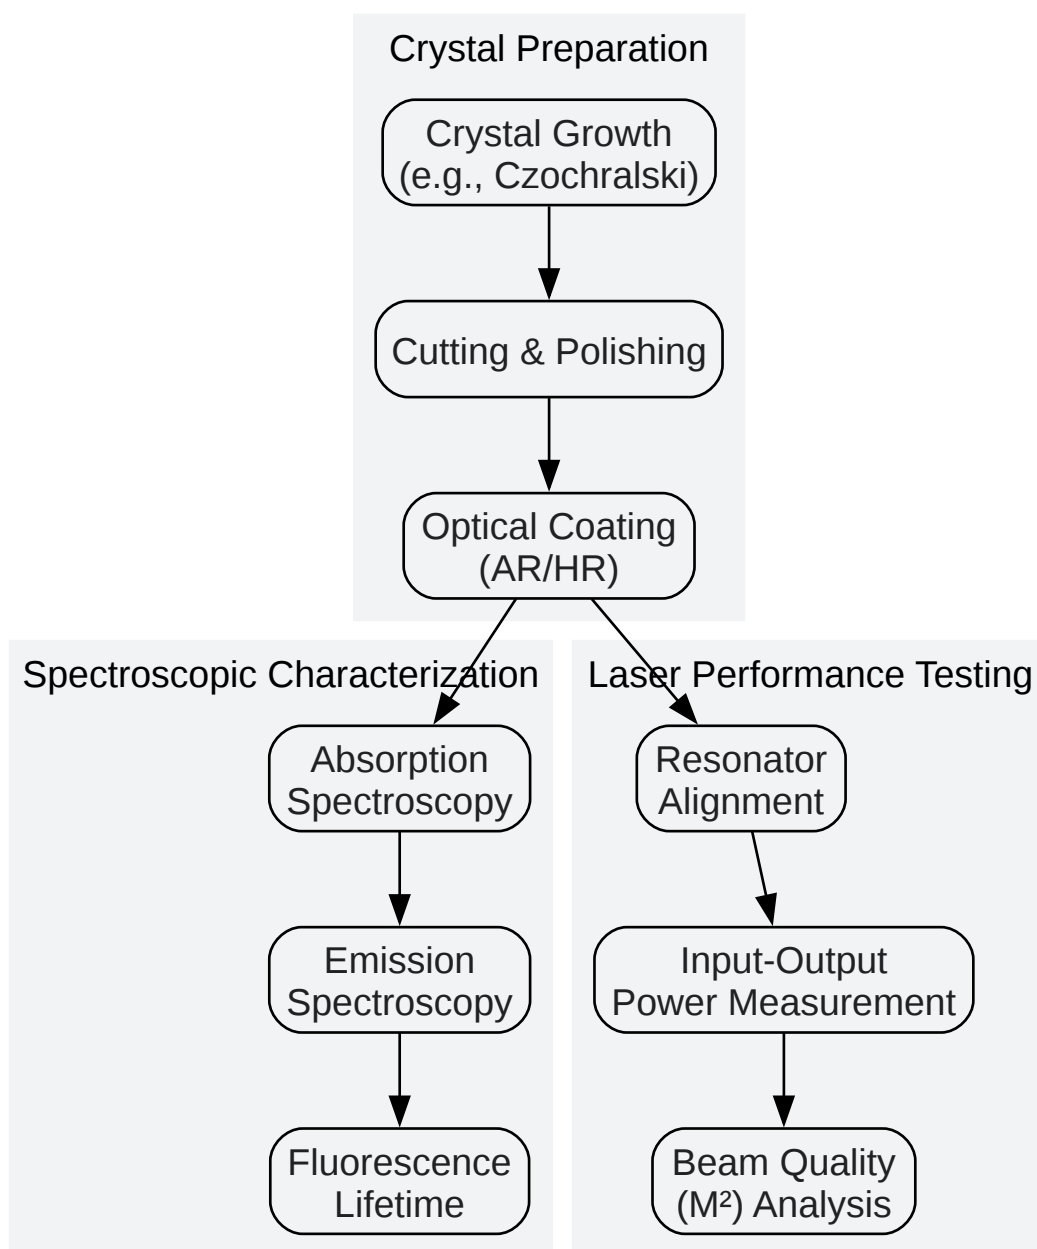 Crystal Preparation
Crystal Growth
(e.g., Czochralski)
Cutting & Polishing
Optical Coating
(AR/HR)
Spectroscopic Characterization
Absorption
Spectroscopy
Emission
Spectroscopy
Fluorescence
Lifetime
Laser Performance Testing
Resonator
Alignment
Input-Output
Power Measurement
Beam Quality
(M²) Analysis